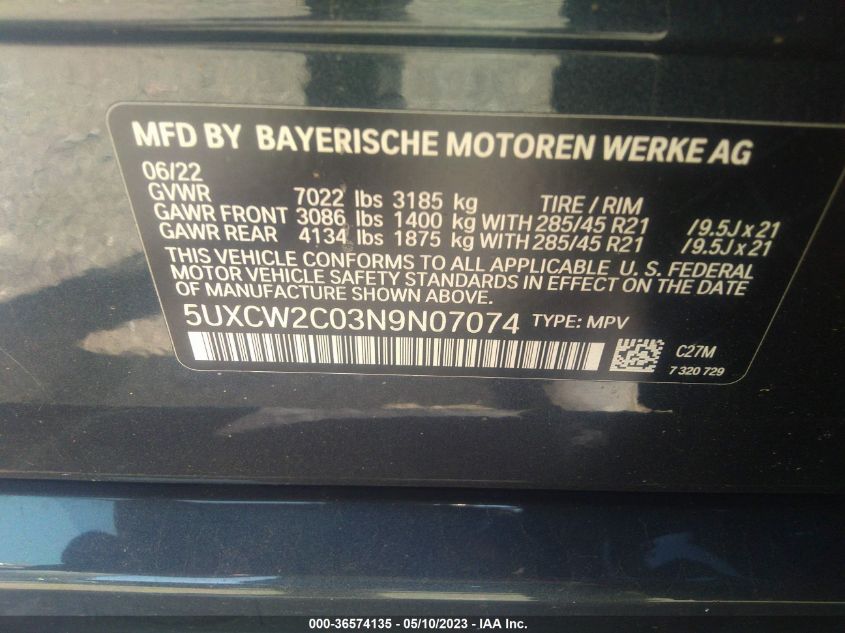 MFD BY BAYERISCHE MOTOREN WERKE AG
06/22
GVWR 7022 lbs 3185 kg TIRE / RIM
GAWR FRONT 3086 lbs 1400 kg WITH 285/45 R21 /9.5J x 21
GAWR REAR 4134 lbs 1875 kg WITH 285/45 R21 /9.5J x 21
THIS VEHICLE CONFORMS TO ALL APPLICABLE U. S. FEDERAL
MOTOR VEHICLE SAFETY STANDARDS IN EFFECT ON THE DATE
OF MANUFACTURE SHOWN ABOVE.
5UXCW2C03N9N07074 TYPE: MPV
C27M
7 320 729
000-36574135 - 05/10/2023 - IAA Inc.